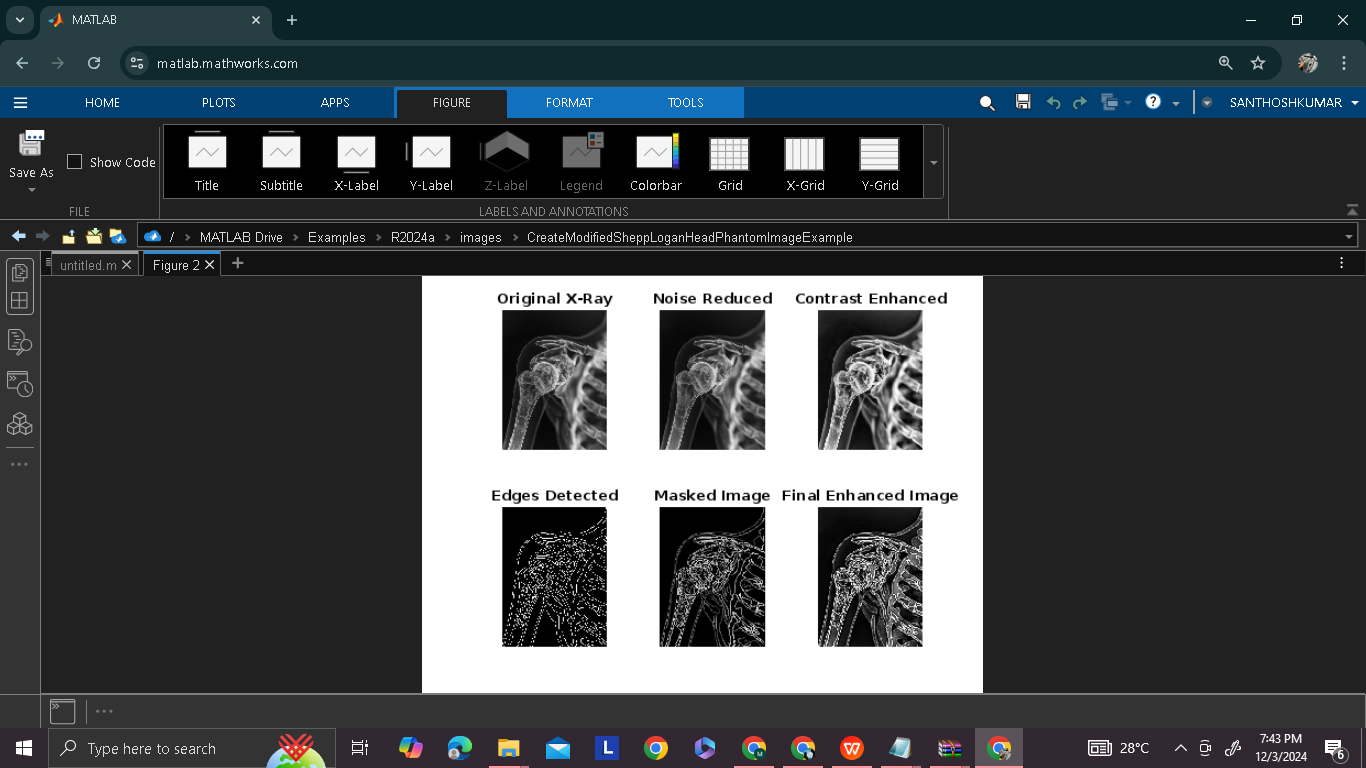 MATLAB
matlab.mathworks.com
HOME PLOTS APPS FIGURE FORMAT TOOLS SANTHOSHKUMAR
Save As Show Code
Title Subtitle X-Label Y-Label Z-Label Legend Colorbar Grid X-Grid Y-Grid
FILE LABELS AND ANNOTATIONS
/ MATLAB Drive Examples R2024a images CreateModifiedSheppLoganHeadPhantomImageExample
untitled.m Figure 2
Original X-Ray Noise Reduced Contrast Enhanced
Edges Detected Masked Image Final Enhanced Image
Type here to search 28°C 7:43 PM
12/3/2024 6